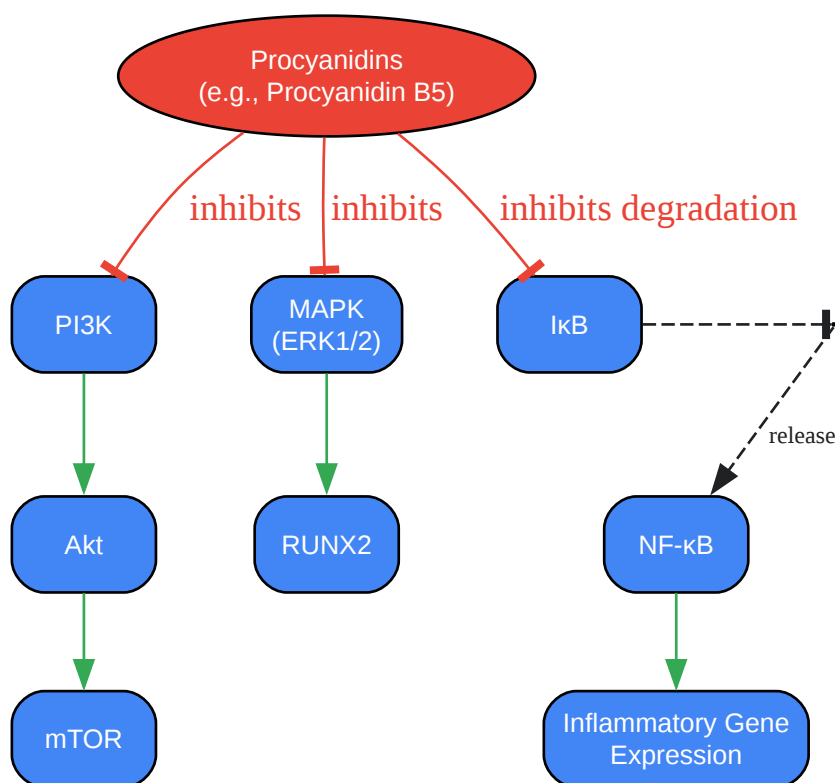 Procyanidins
(e.g., Procyanidin B5)
inhibits
inhibits
inhibits degradation
PI3K
MAPK
(ERK1/2)
IκB
release
Akt
RUNX2
NF-κB
mTOR
Inflammatory Gene
Expression